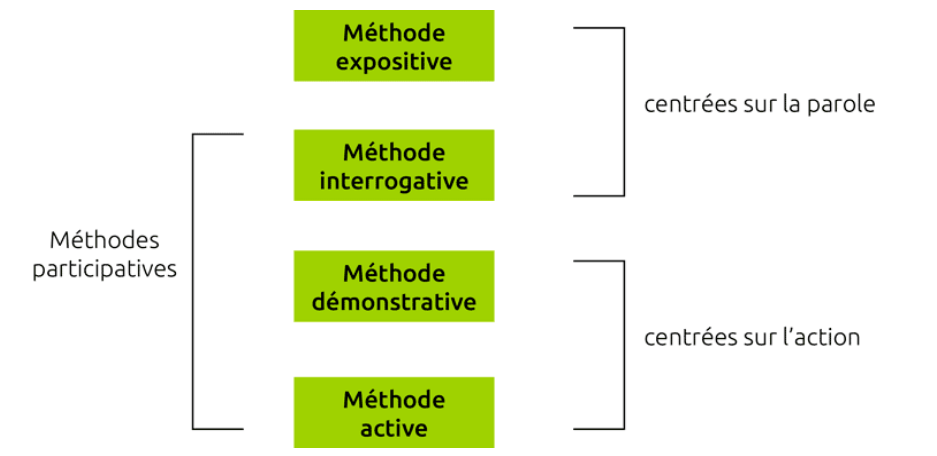 Méthode
expositive
centrées sur la parole
Méthode
interrogative
Méthodes
participatives
Méthode
démonstrative
centrées sur l’action
Méthode
active